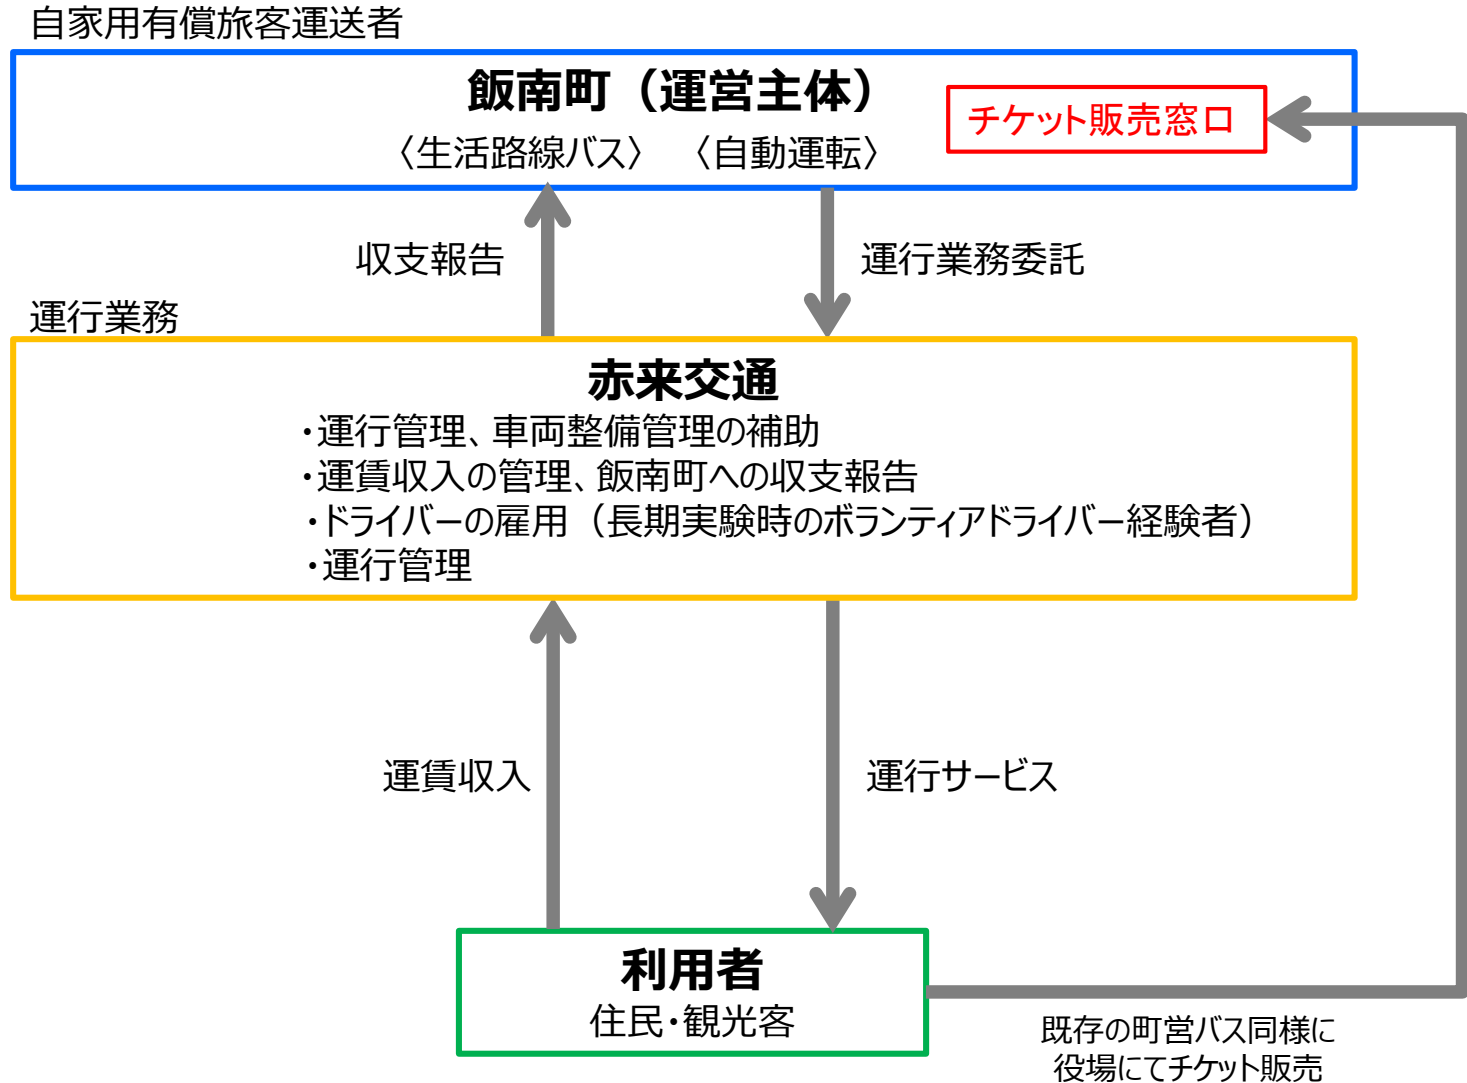 自家用有償旅客運送者
飯南町（運営主体）
〈生活路線バス〉 〈自動運転〉
チケット販売窓口
収支報告
運行業務委託
運行業務
赤来交通
・運行管理、車両整備管理の補助
・運賃収入の管理、飯南町への収支報告
・ドライバーの雇用（長期実験時のボランティアドライバー経験者）
・運行管理
運賃収入
運行サービス
利用者
住民・観光客
既存の町営バス同様に
役場にてチケット販売